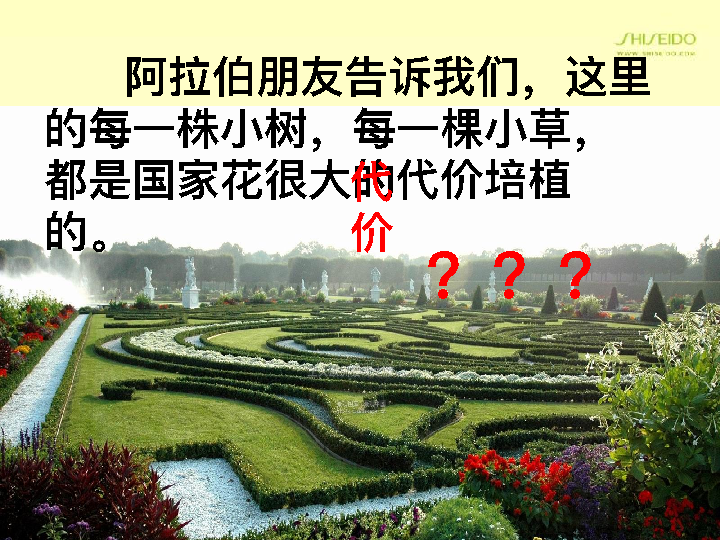 SHISEIDO
WWW.SHISEIDO.COM
阿拉伯朋友告诉我们，这里
的每一株小树，每一棵小草，
都是国家花很大的代价培植
的。
代
价
？？？